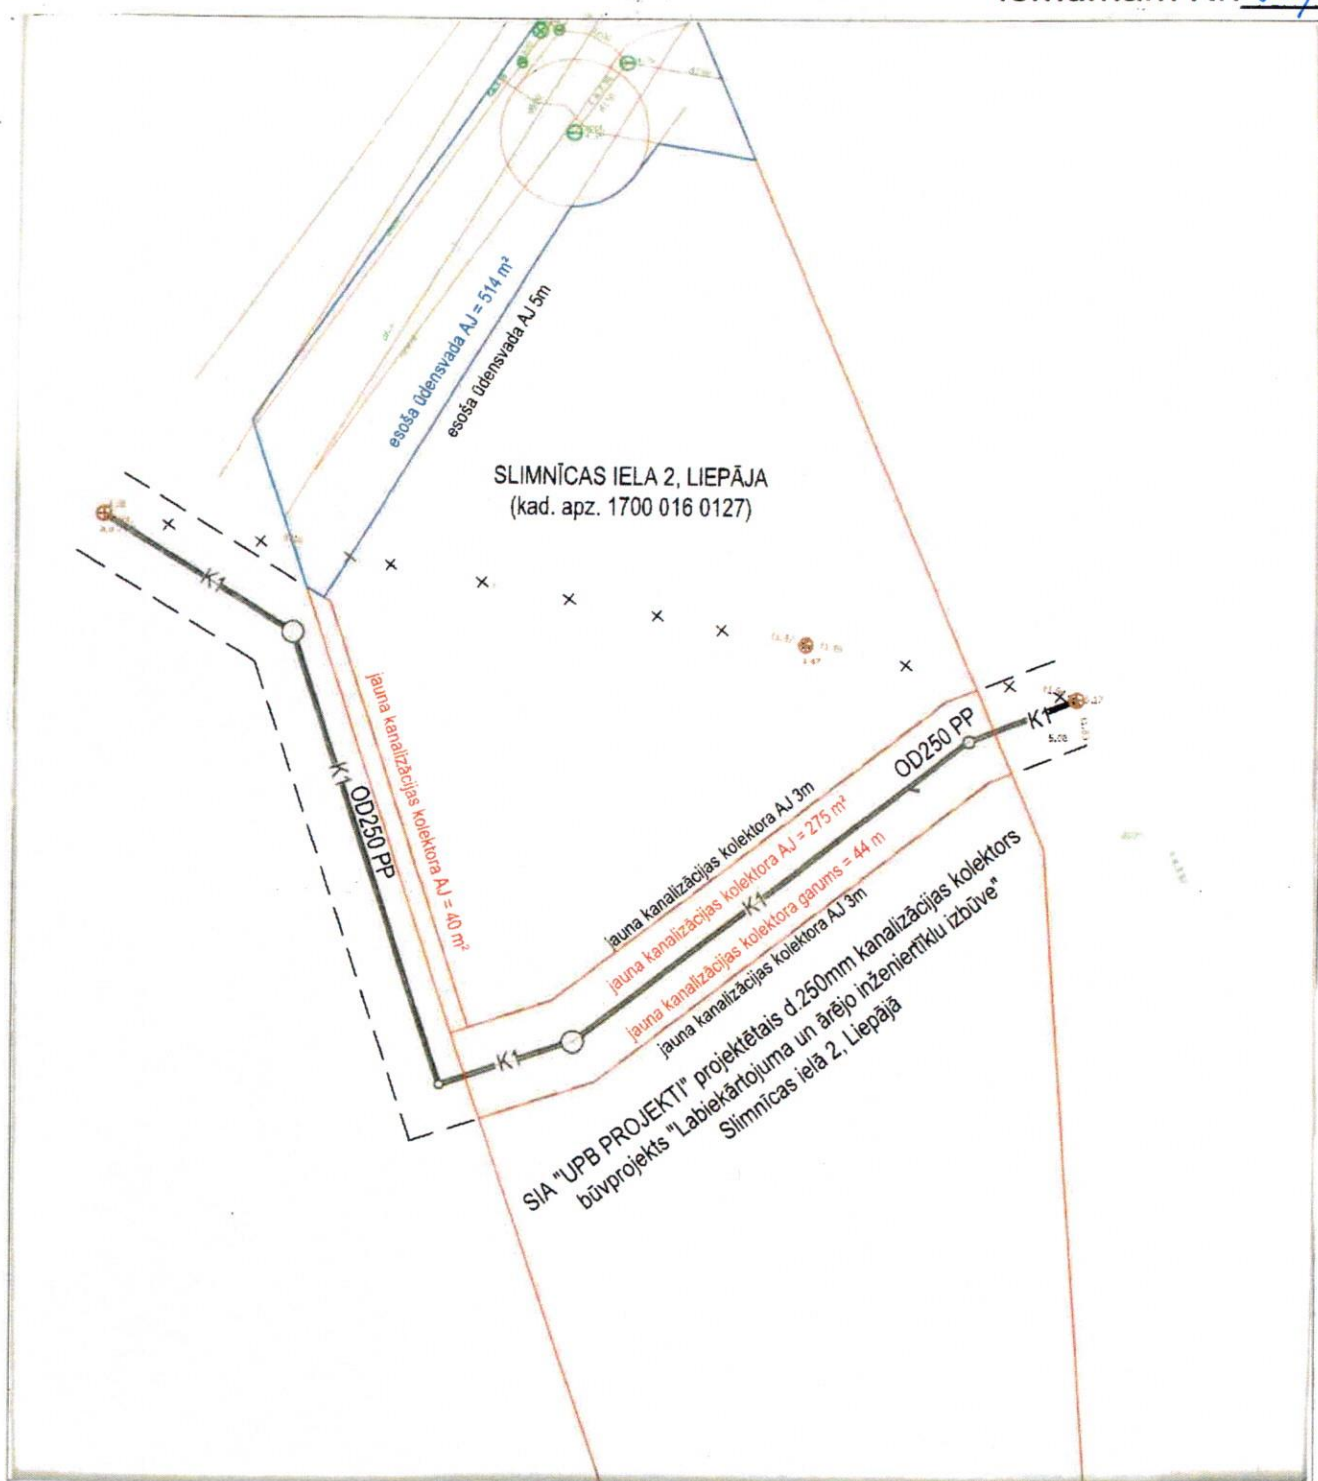 esoša ūdensvada AJ = 514 m²
esoša ūdensvada AJ 5m
SLIMNĪCAS IELA 2, LIEPĀJA
(kad. apz. 1700 016 0127)
K1
K1
OD250 PP
jauna kanalizācijas kolektora AJ = 40 m²
K1
OD250 PP
K1
5.08
jauna kanalizācijas kolektora AJ 3m
jauna kanalizācijas kolektora AJ = 275 m²
K1
jauna kanalizācijas kolektora garums = 44 m
jauna kanalizācijas kolektora AJ 3m
SIA "UPB PROJEKTI" projektētais d.250mm kanalizācijas kolektors
būvprojekts "Labiekārtojuma un ārējo inženiertīklu izbūve"
Slimnīcas ielā 2, Liepājā